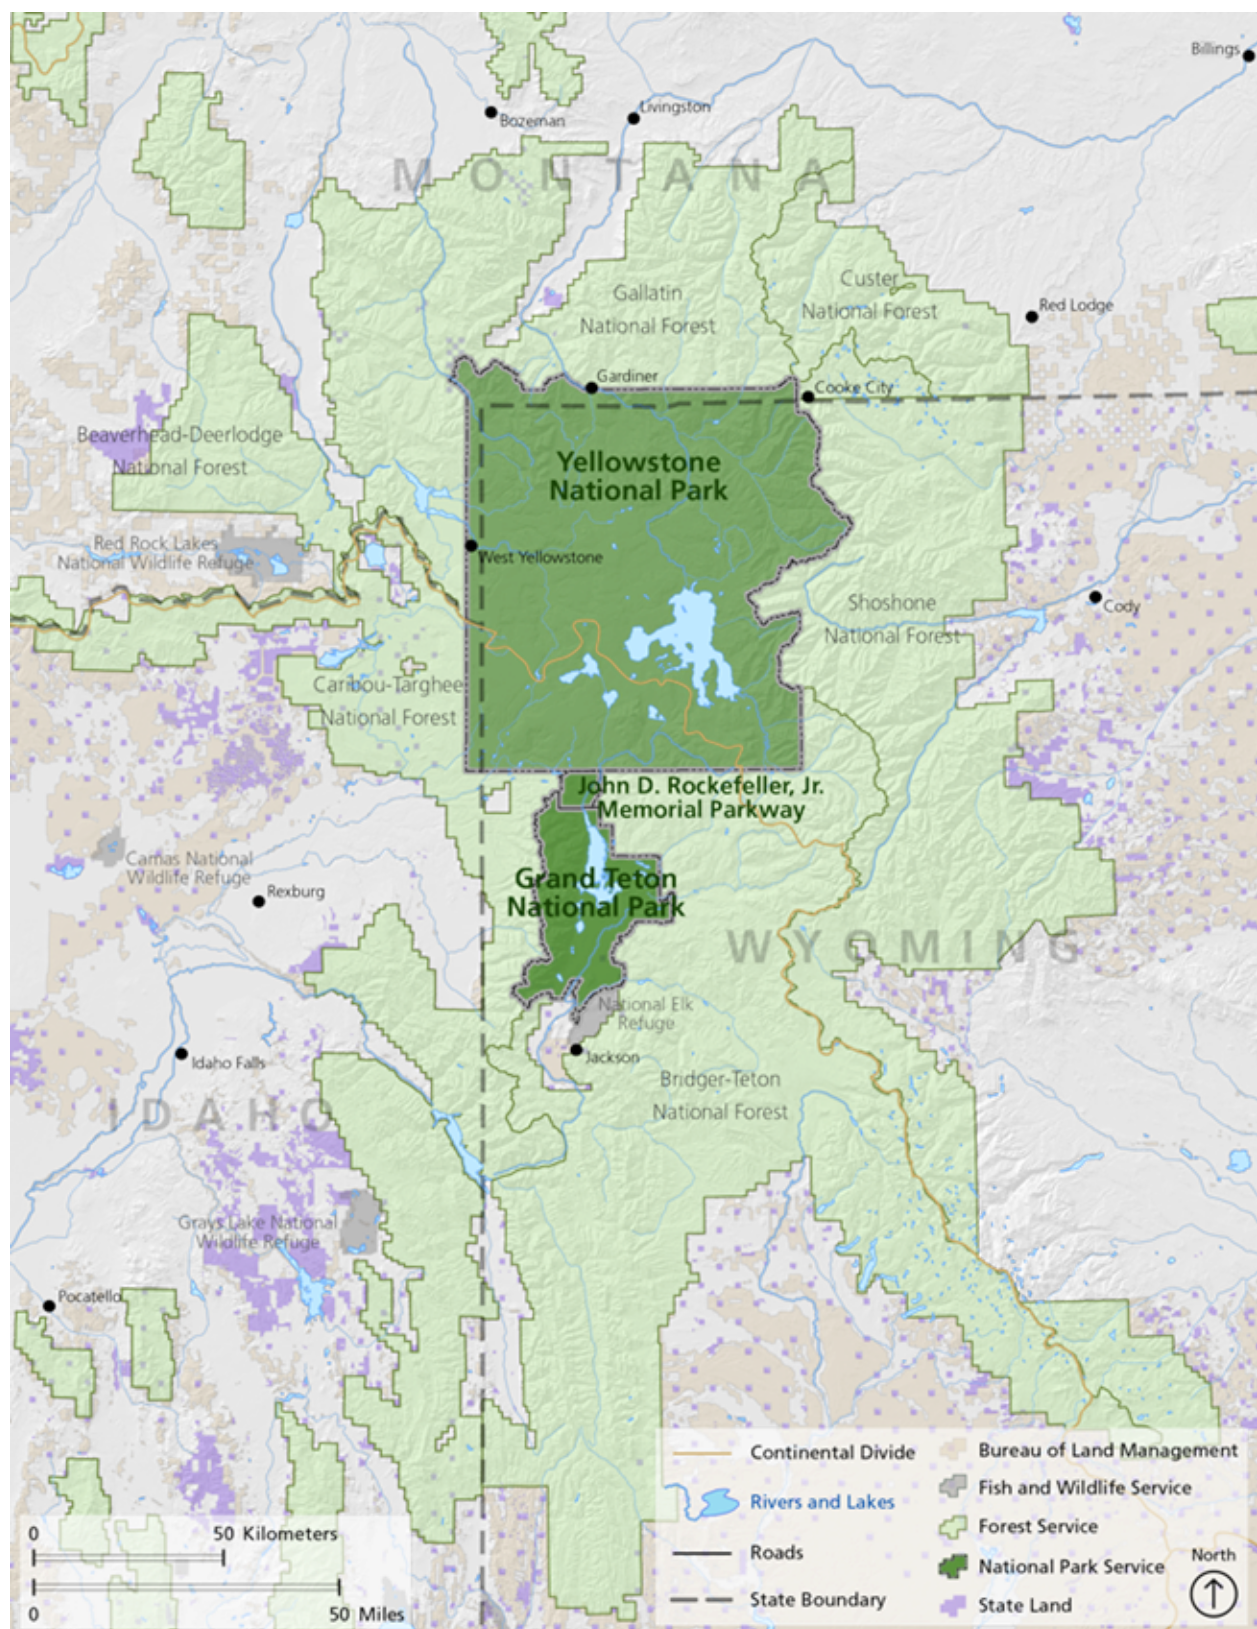 Billings
Livingston
Bozeman
MONTANA
Gallatin
National Forest
Custer
National Forest
Red Lodge
Gardiner
Cooke City
Beaverhead-Deerlodge
National Forest
Yellowstone
National Park
Red Rock Lakes
National Wildlife Refuge
West Yellowstone
Cody
Shoshone
National Forest
Caribou-Targhee
National Forest
John D. Rockefeller, Jr.
Memorial Parkway
Camas National
Wildlife Refuge
Rexburg
Grand Teton
National Park
WYOMING
National Elk
Refuge
Idaho Falls
Jackson
Bridger-Teton
National Forest
IDAHO
Grays Lake National
Wildlife Refuge
Pocatello
Continental Divide
Rivers and Lakes
Roads
State Boundary
Bureau of Land Management
Fish and Wildlife Service
Forest Service
National Park Service
State Land
North
0 50 Kilometers
0 50 Miles